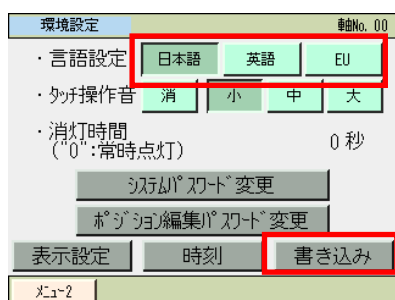 環境設定 軸No. 00
・言語設定 日本語 英語 EU
・ﾀｯﾁ操作音 消 小 中 大
・消灯時間 0 秒
("0":常時点灯)
ｼｽﾃﾑﾊﾟｽﾜｰﾄﾞ変更
ﾎﾟｼﾞｼｮﾝ編集ﾊﾟｽﾜｰﾄﾞ変更
表示設定 時刻 書き込み
ﾒﾆｭｰ2